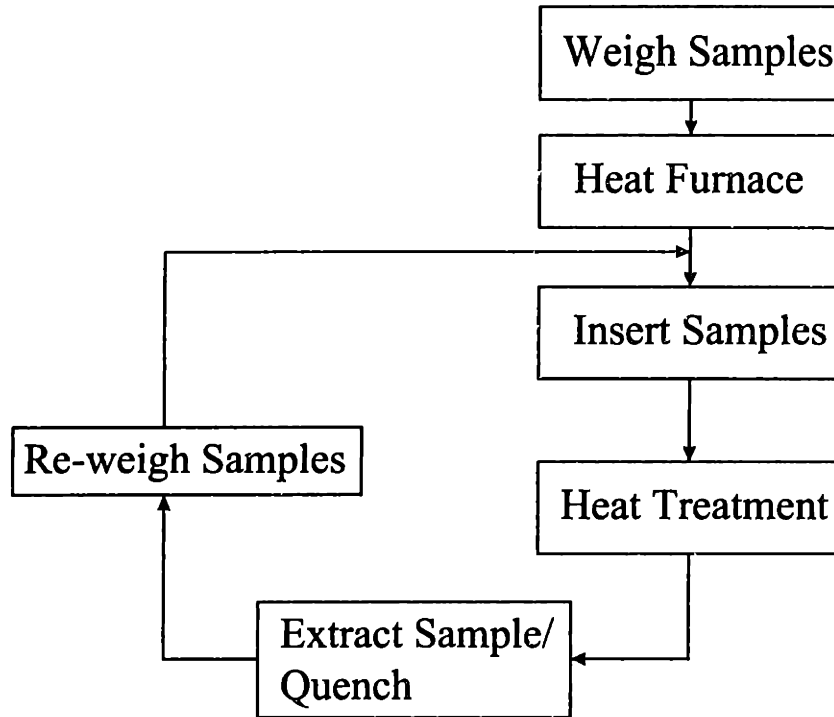 Weigh Samples
Heat Furnace
Insert Samples
Re-weigh Samples
Heat Treatment
Extract Sample/
Quench